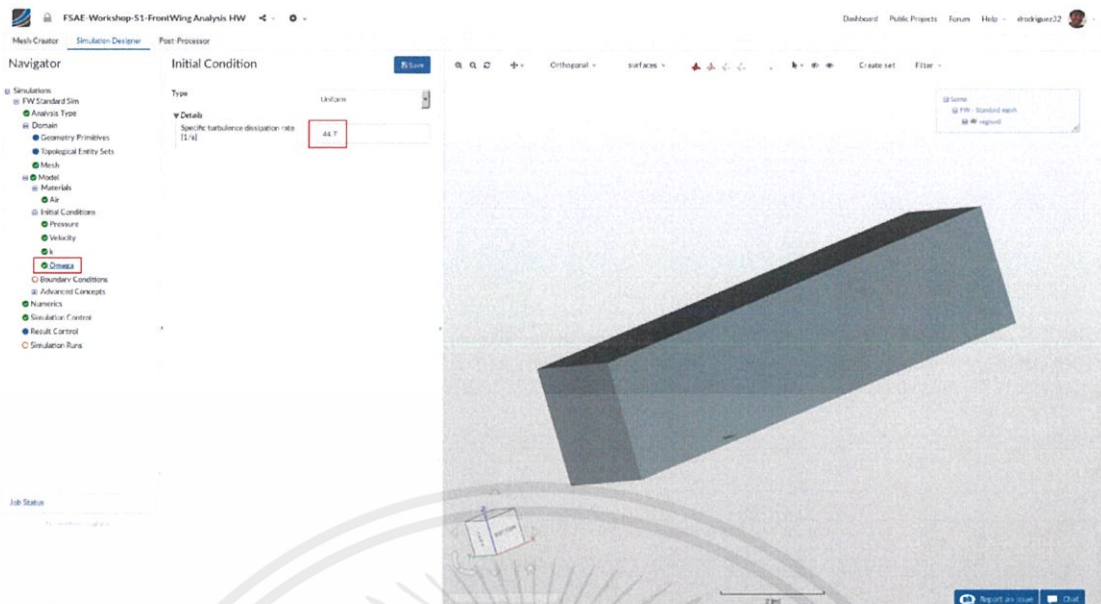 FSAE-Workshop-S1-FrontWing Analysis HW
Dashboard Public Projects Forum Help drodriguez32
Mesh Creator Simulation Designer Post-Processor
Navigator
Simulations
FW Standard Sim
Analysis Type
Domain
Geometry Primitives
Topological Entity Sets
Mesh
Model
Materials
Air
Initial Conditions
Pressure
Velocity
k
Omega
Boundary Conditions
Advanced Concepts
Numerics
Simulation Control
Result Control
Simulation Runs
Job Status
Initial Condition
Save
Type
Uniform
Details
Specific turbulence dissipation rate
[1/s]
44.7
Orthogonal surfaces Create set Filter
Scene
FW - Standard mesh
region0
BOTTOM
Report an issue Chat